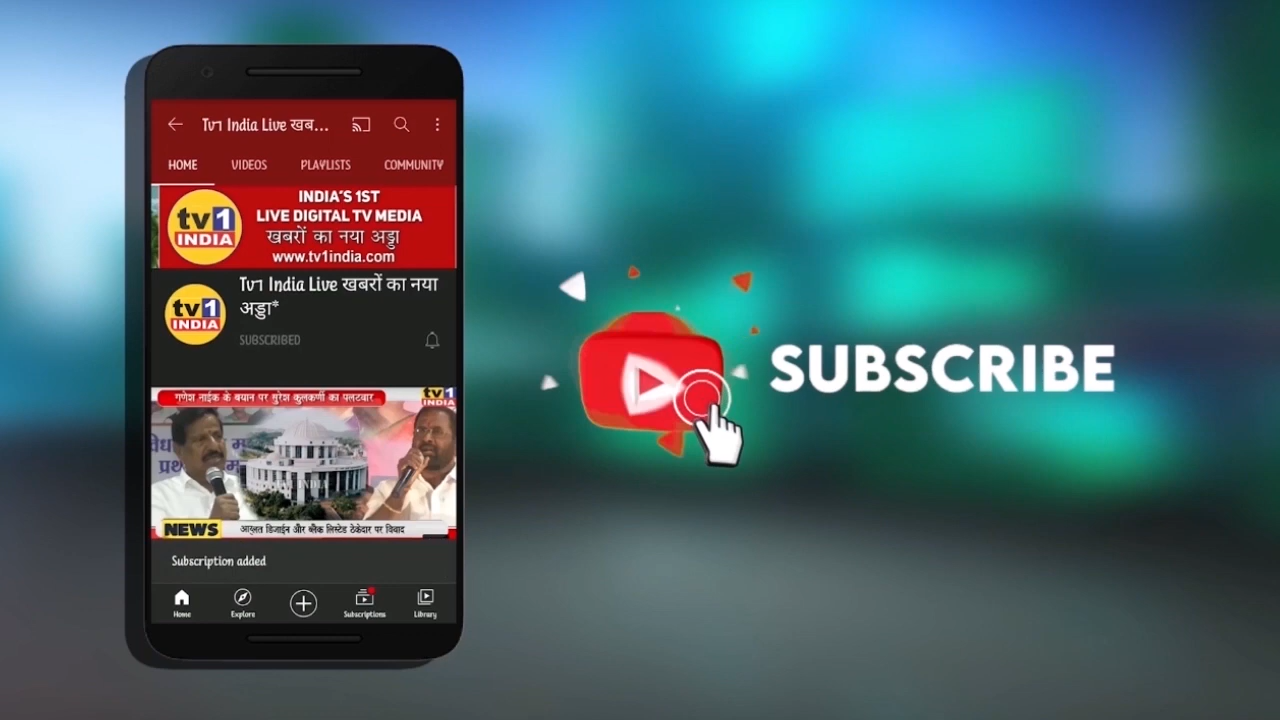 Tv1 India Live खब...
HOME VIDEOS PLAYLISTS COMMUNITY
tv1
INDIA
INDIA'S 1ST
LIVE DIGITAL TV MEDIA
खबरों का नया अड्डा
www.tv1india.com
tv1
INDIA
Tv1 India Live खबरों का नया
अड्डा*
SUBSCRIBED
गणेश नाईक के बयान पर सुरेश कुलकर्णी का पलटवार
tv1
INDIA
NEWS
डिजाईन और ब्लैक लिस्टेड ठेकेदार पर विवाद
Subscription added
Home Explore Subscriptions Library
SUBSCRIBE